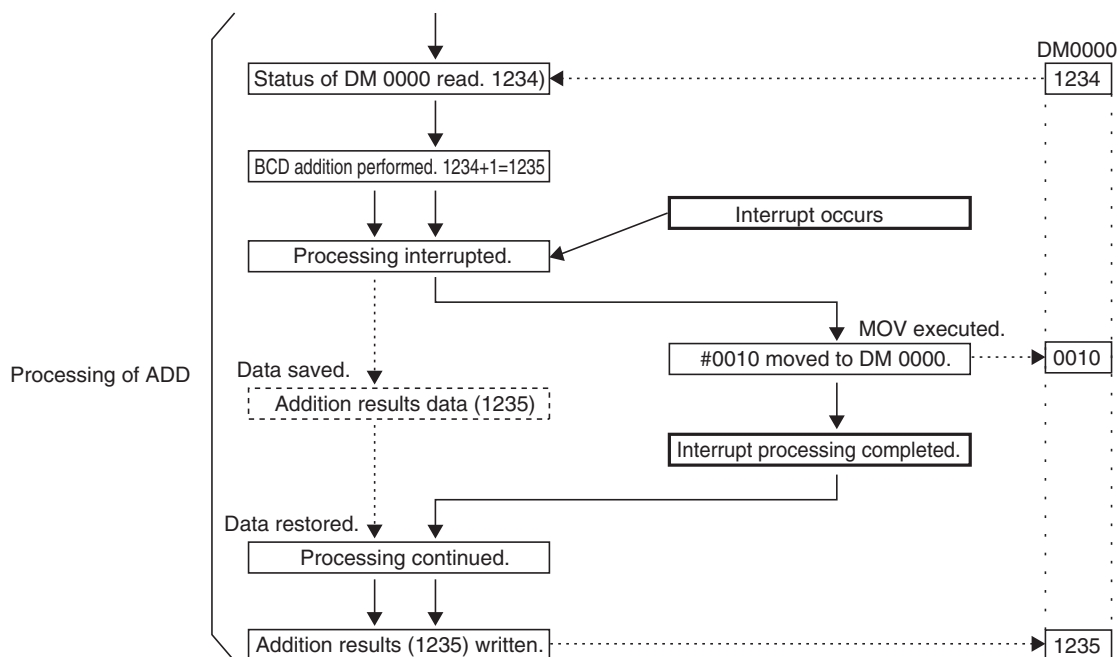 DM0000
Status of DM 0000 read. 1234)
1234
BCD addition performed. 1234+1=1235
Interrupt occurs
Processing interrupted.
MOV executed.
#0010 moved to DM 0000.
0010
Processing of ADD
Data saved.
Addition results data (1235)
Interrupt processing completed.
Data restored.
Processing continued.
Addition results (1235) written.
1235